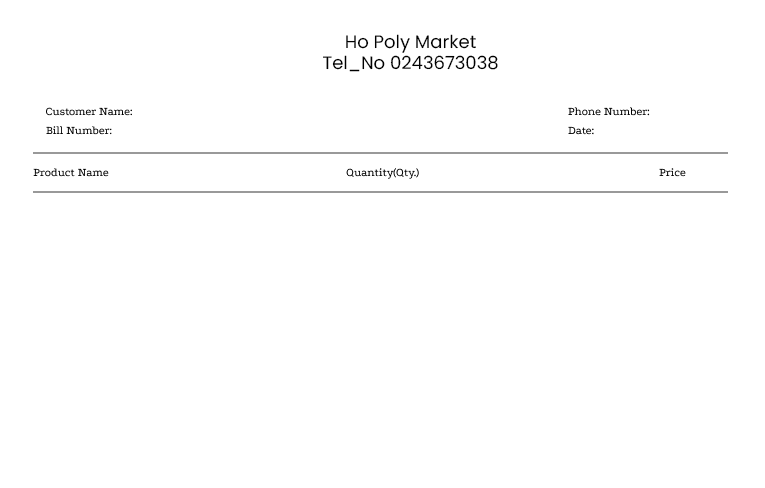 Ho Poly Market
Tel_No 0243673038
Customer Name: Phone Number:
Bill Number: Date:
Product Name Quantity(Qty.) Price